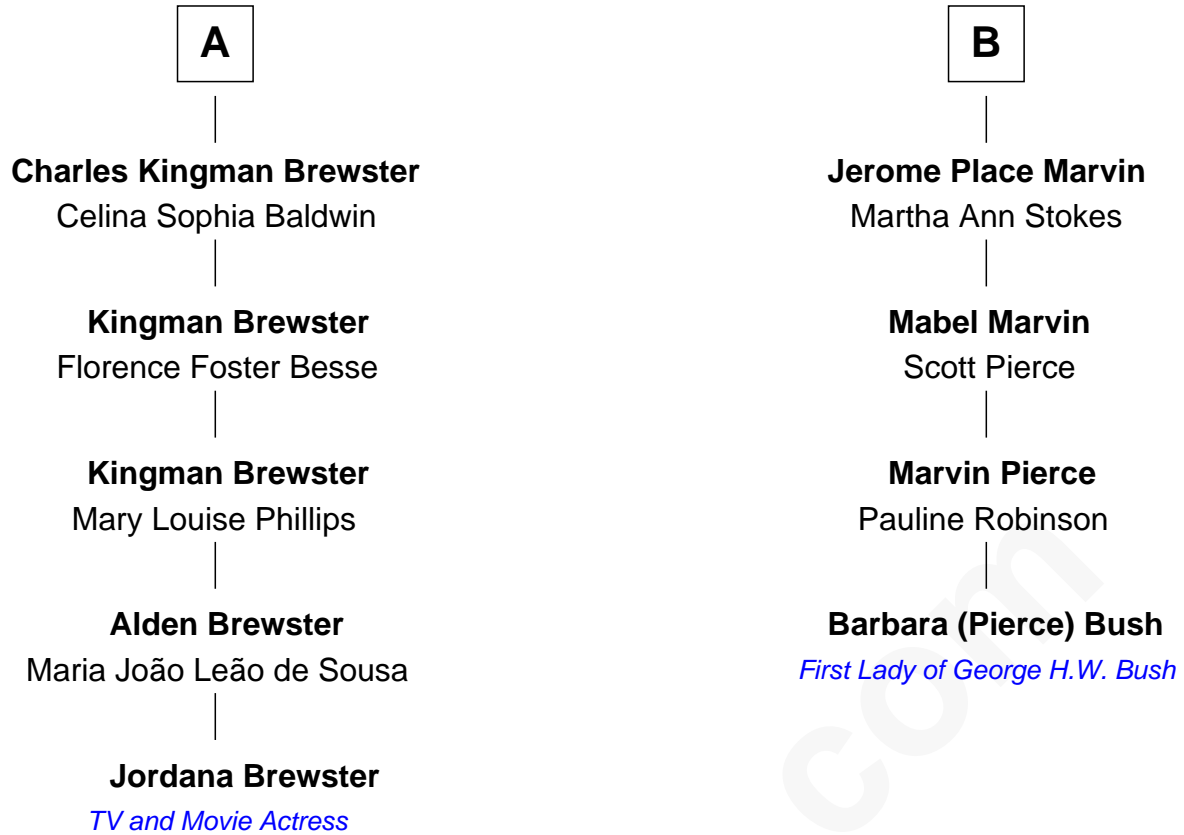 A
Charles Kingman Brewster
Celina Sophia Baldwin
Kingman Brewster
Florence Foster Besse
Kingman Brewster
Mary Louise Phillips
Alden Brewster
Maria João Leão de Sousa
Jordana Brewster
TV and Movie Actress
B
Jerome Place Marvin
Martha Ann Stokes
Mabel Marvin
Scott Pierce
Marvin Pierce
Pauline Robinson
Barbara (Pierce) Bush
First Lady of George H.W. Bush
com